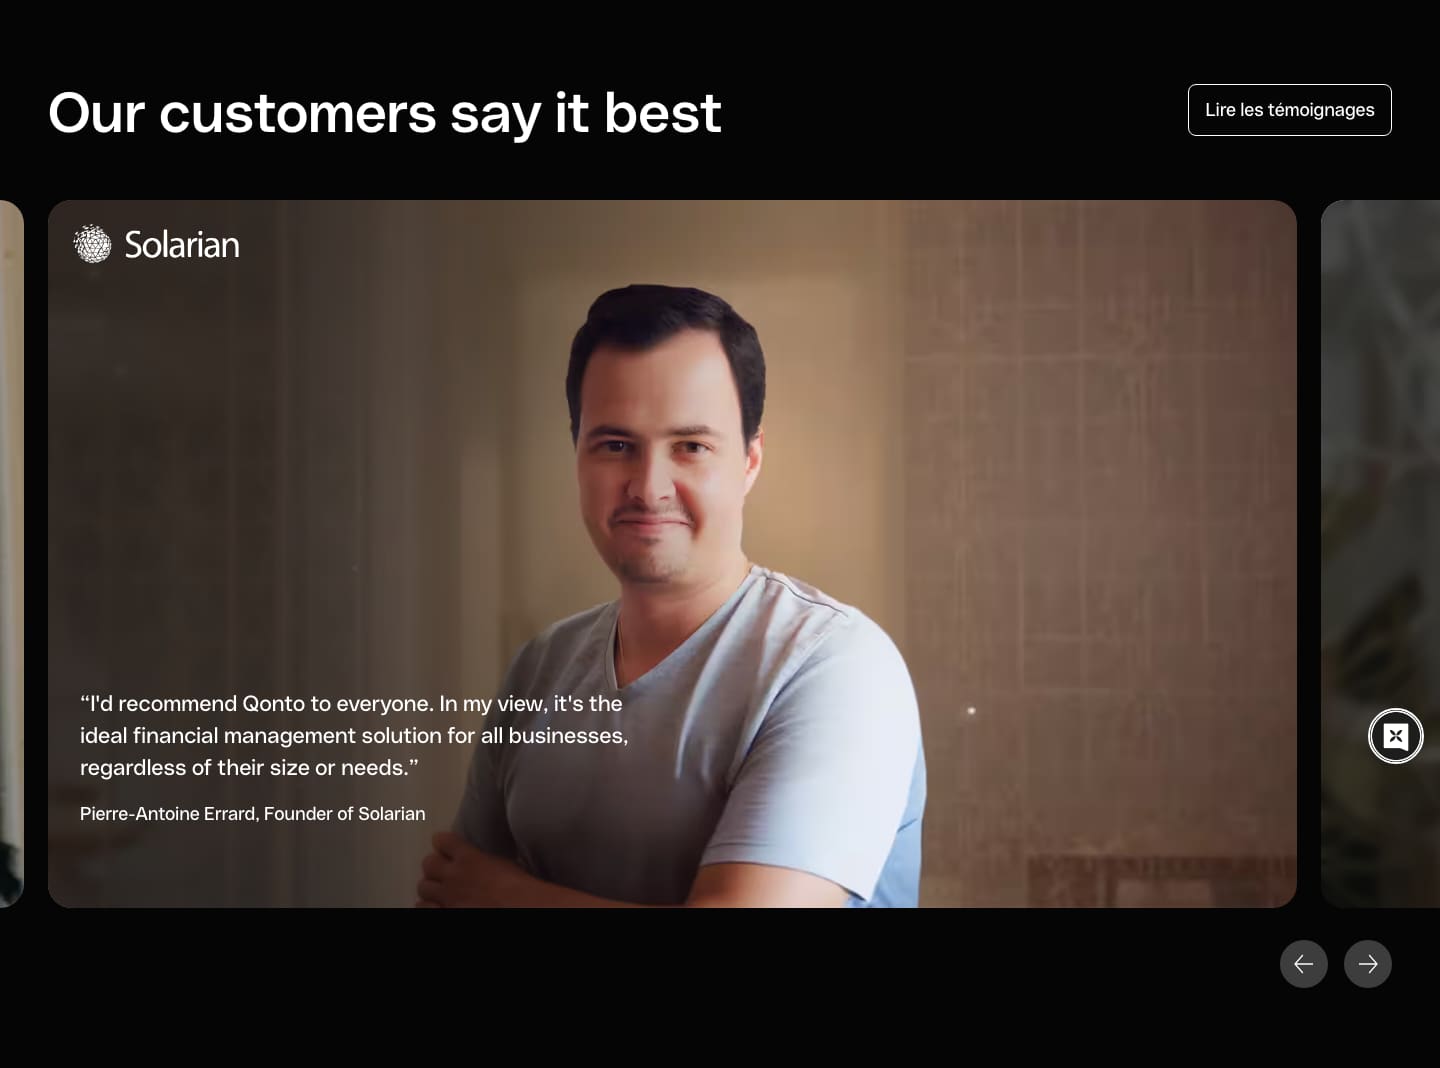 Our customers say it best
Lire les témoignages
Solarian
“I'd recommend Qonto to everyone. In my view, it's the
ideal financial management solution for all businesses,
regardless of their size or needs.”
Pierre-Antoine Errard, Founder of Solarian